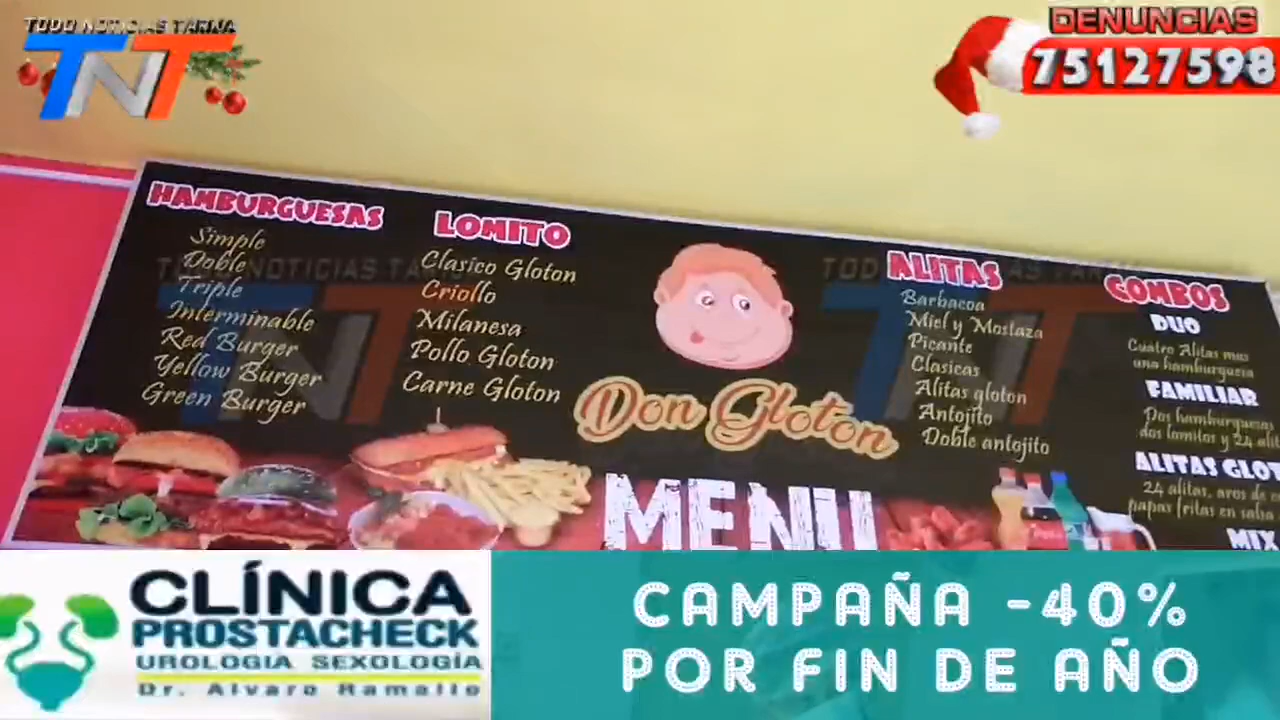 TODO NOTICIAS TARIJA
TNT
DENUNCIAS
75127598
HAMBURGUESAS
Simple
Doble
Triple
Interminable
Red Burger
Yellow Burger
Green Burger
LOMITO
Clasico Gloton
Criollo
Milanesa
Pollo Gloton
Carne Gloton
Don Gloton
MENU
ALITAS
Barbacoa
Miel y Mostaza
Picante
Clasicas
Alitas gloton
Antojito
Doble antojito
COMBOS
DUO
Cuatro Alitas mas
una hamburguesa
FAMILIAR
Dos hamburguesas
dos lomitos y 24
ALITAS
24 alitas, aros de
papas fritas en salsa
MIX
CLÍNICA
PROSTACHECK
UROLOGIA SEXOLOGÍA
Dr. Alvaro Ramallo
CAMPAÑA -40%
POR FIN DE AÑO